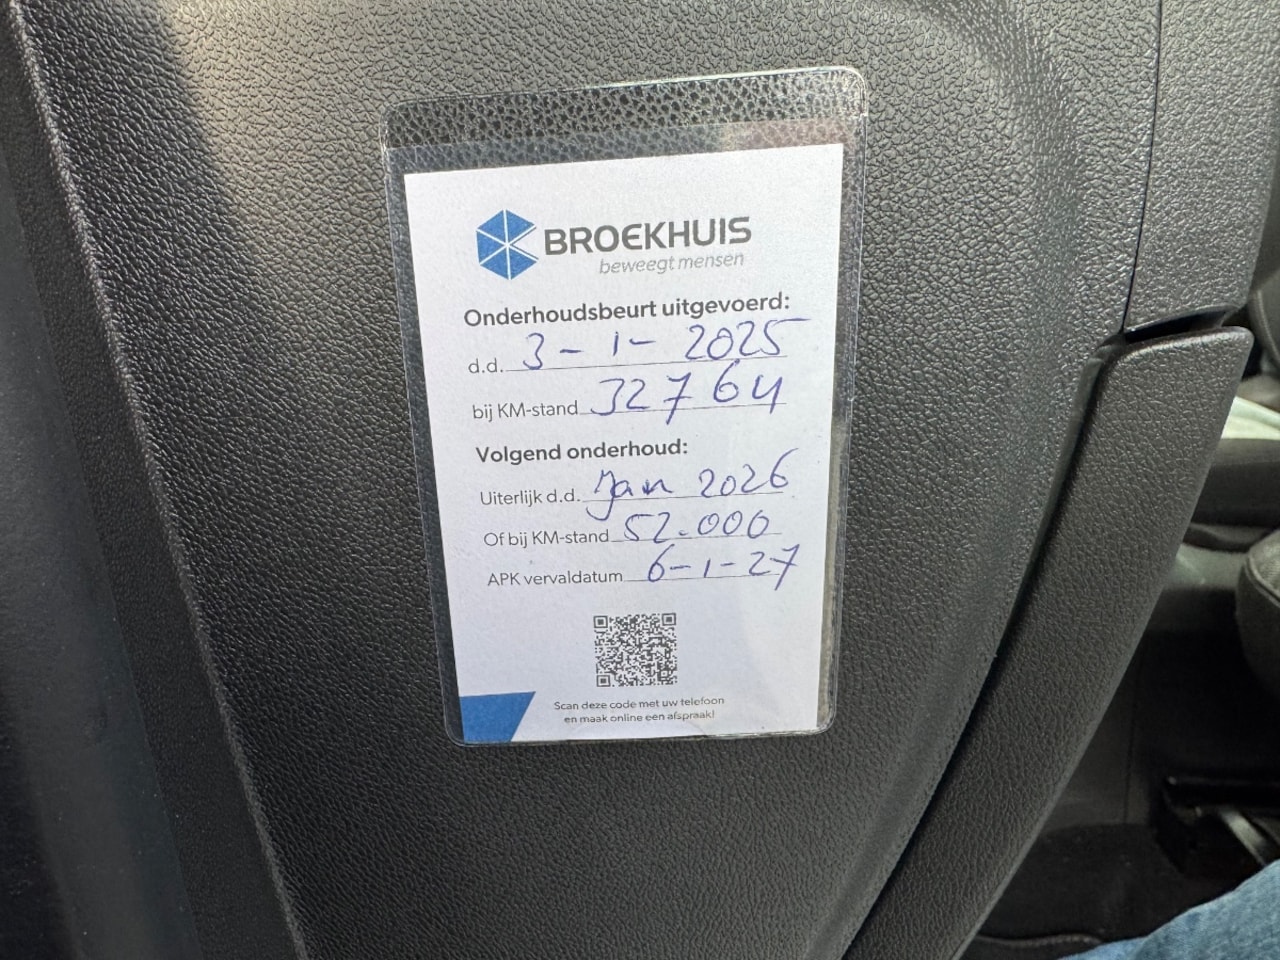 BROEKHUIS
beweegt mensen
Onderhoudsbeurt uitgevoerd:
d.d. 3-1-2025
bij KM-stand 32764
Volgend onderhoud:
Uiterlijk d.d. Jan 2026
Of bij KM-stand 52.000
APK vervaldatum 6-1-27
Scan deze code met uw telefoon
en maak online een afspraak!